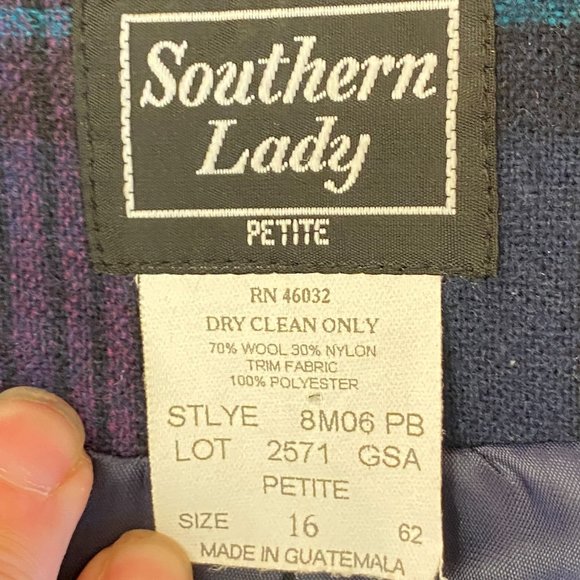 Southern
Lady
PETITE
RN 46032
DRY CLEAN ONLY
70% WOOL 30% NYLON
TRIM FABRIC
100% POLYESTER
STLYE 8M06 PB
LOT 2571 GSA
PETITE
SIZE 16 62
MADE IN GUATEMALA